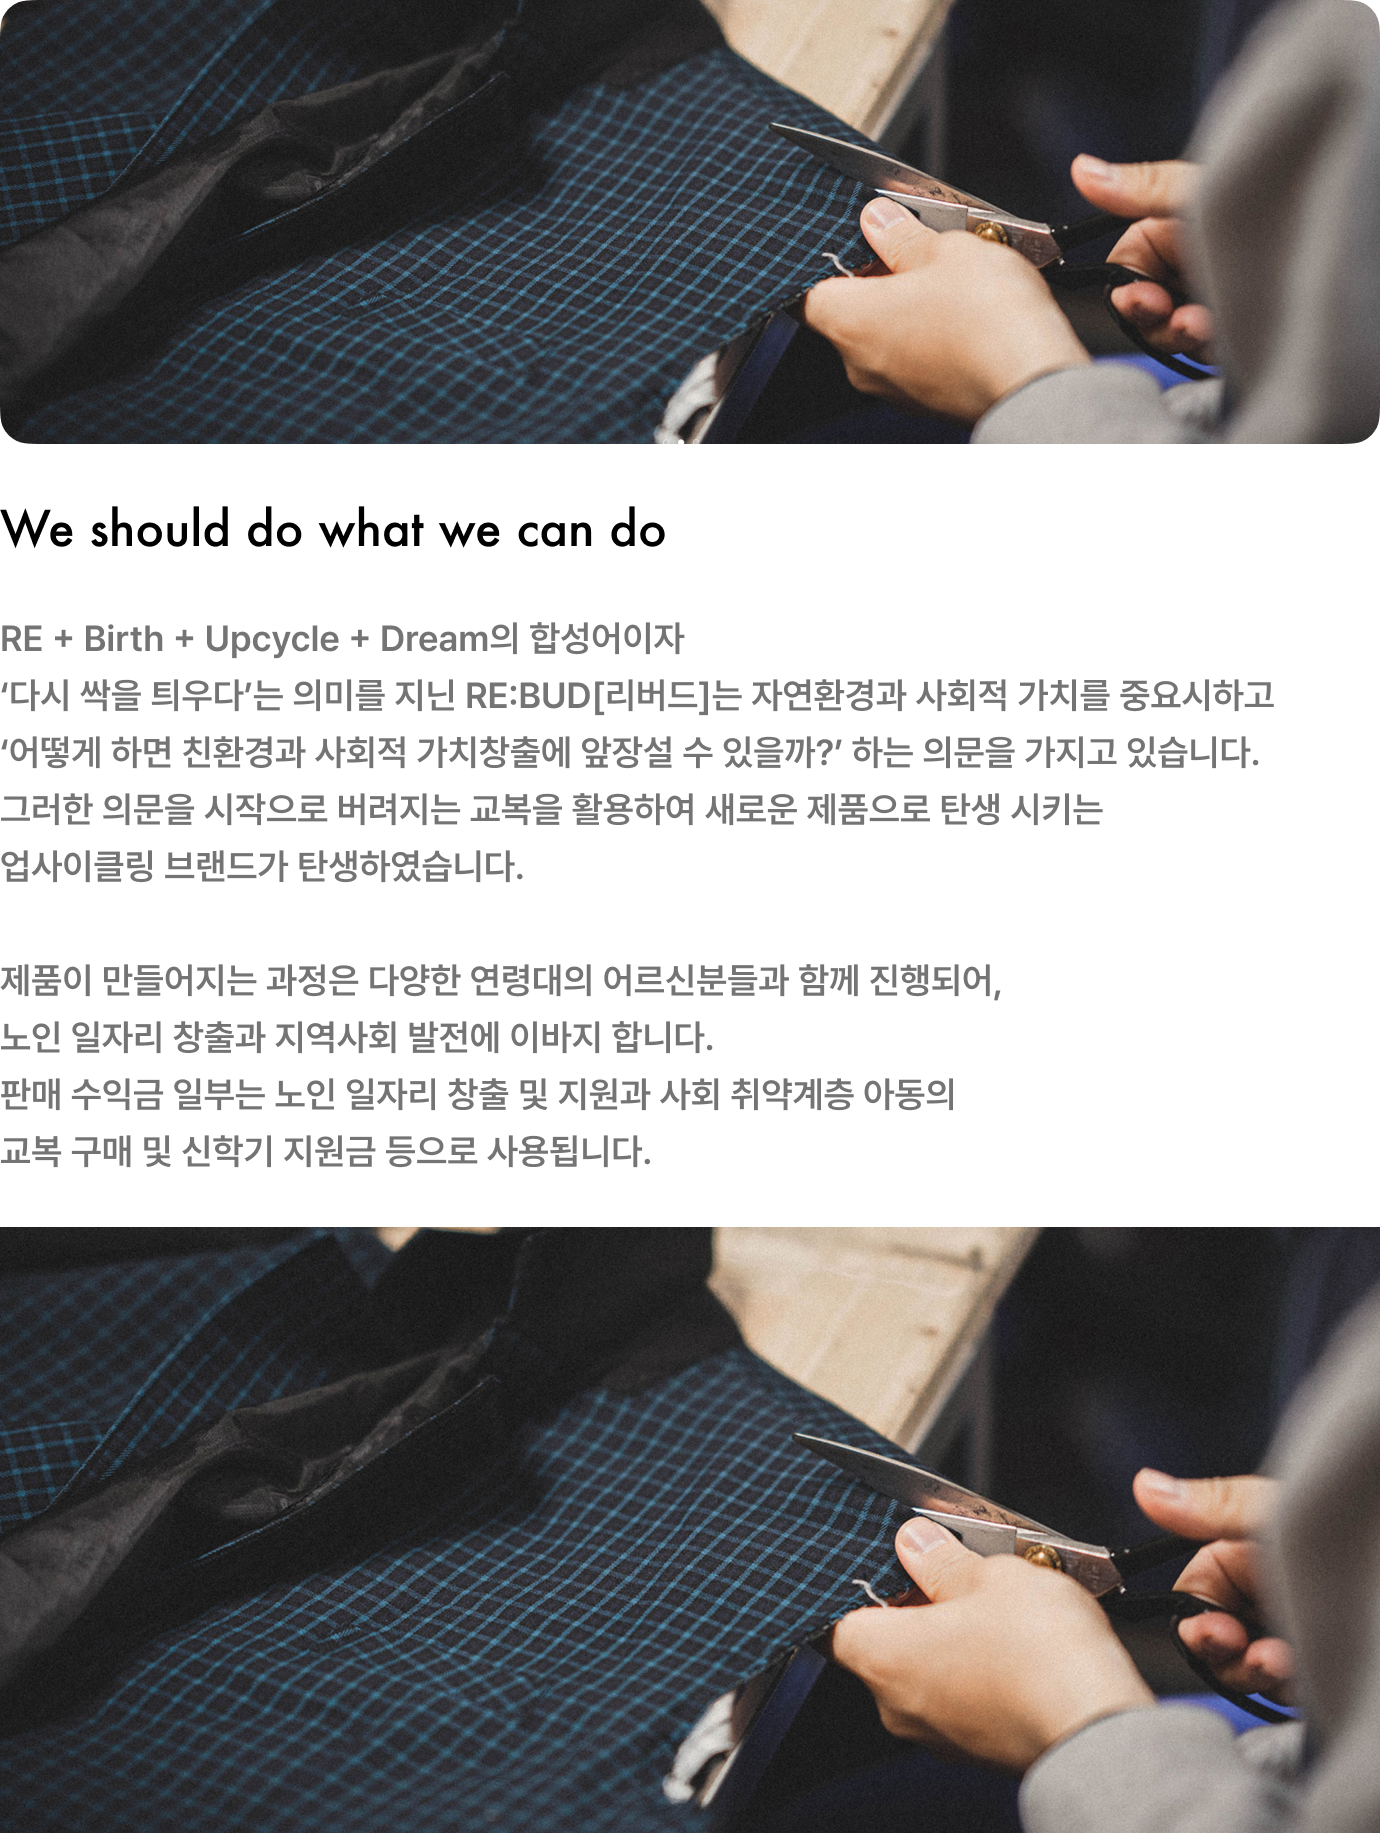 We should do what we can do
RE + Birth + Upcycle + Dream의 합성어이자
‘다시 싹을 틔우다’는 의미를 지닌 RE:BUD[리버드]는 자연환경과 사회적 가치를 중요시하고
‘어떻게 하면 친환경과 사회적 가치창출에 앞장설 수 있을까?’ 하는 의문을 가지고 있습니다.
그러한 의문을 시작으로 버려지는 교복을 활용하여 새로운 제품으로 탄생 시키는
업사이클링 브랜드가 탄생하였습니다.
제품이 만들어지는 과정은 다양한 연령대의 어르신분들과 함께 진행되어,
노인 일자리 창출과 지역사회 발전에 이바지 합니다.
판매 수익금 일부는 노인 일자리 창출 및 지원과 사회 취약계층 아동의
교복 구매 및 신학기 지원금 등으로 사용됩니다.